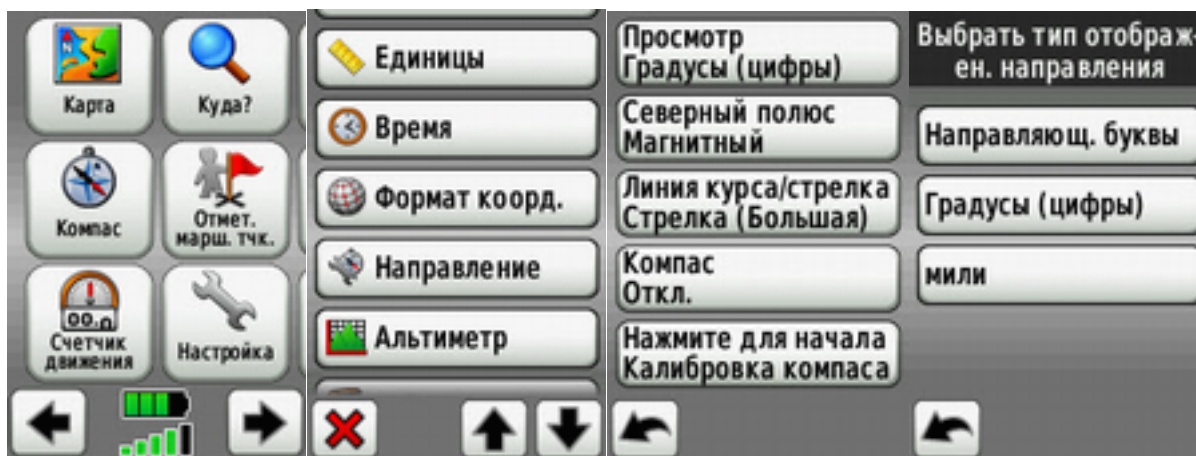 Карта
Куда?
Компас
Отмет.
марш. тчк.
Счетчик
движения
Настройка
Единицы
Время
Формат коорд.
Направление
Альтиметр
Просмотр
Градусы (цифры)
Северный полюс
Магнитный
Линия курса/стрелка
Стрелка (Большая)
Компас
Откл.
Нажмите для начала
Калибровка компаса
Выбрать тип отображ-
ен. направления
Направляющ. буквы
Градусы (цифры)
мили